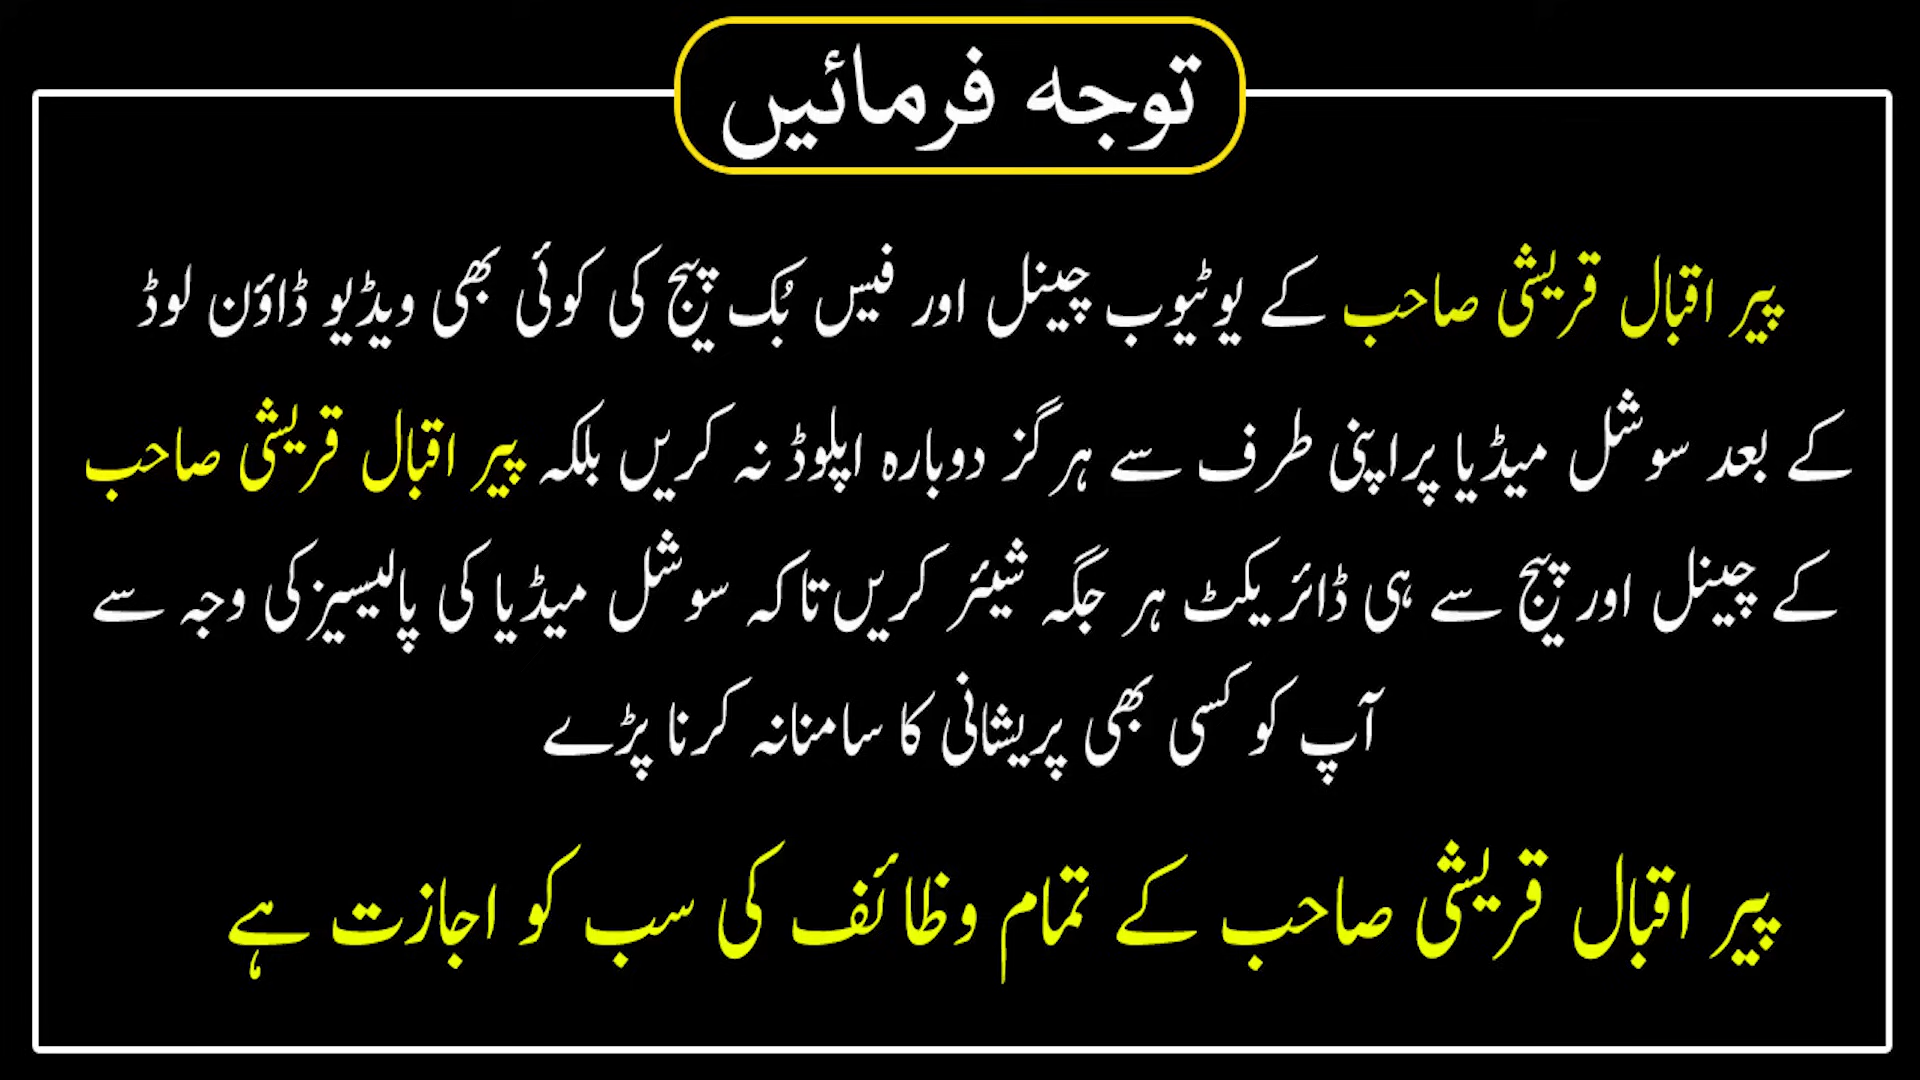 توجہ فرمائیں
پیر اقبال قریشی صاحب کے یوٹیوب چینل اور فیس بُک پیج کی کوئی بھی ویڈیو ڈاؤن لوڈ
کے بعد سوشل میڈیا پر اپنی طرف سے ہرگز دوبارہ اپلوڈ نہ کریں بلکہ پیر اقبال قریشی صاحب
کے چینل اور پیج سے ہی ڈائریکٹ ہر جگہ شیئر کریں تاکہ سوشل میڈیا کی پالیسیز کی وجہ سے
آپ کو کسی بھی پریشانی کا سامنا نہ کرنا پڑے
پیر اقبال قریشی صاحب کے تمام وظائف کی سب کو اجازت ہے